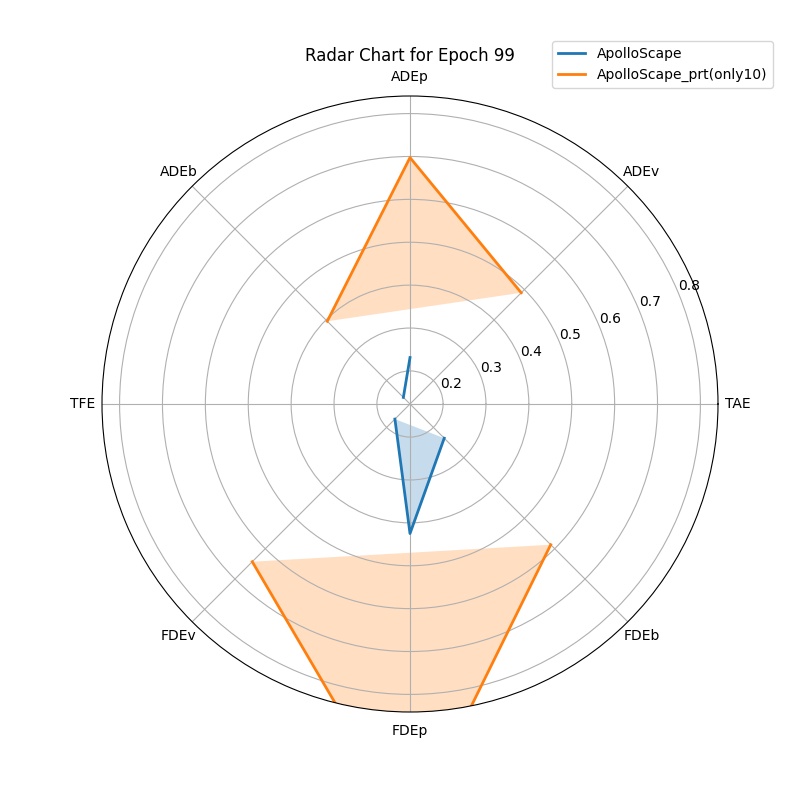 Radar Chart for Epoch 99
ApolloScape
ApolloScape_prt(only10)
ADEp
ADEb
ADEv
0.8
0.7
0.6
0.5
0.4
0.3
0.2
TFE
TAE
FDEv
FDEb
FDEp